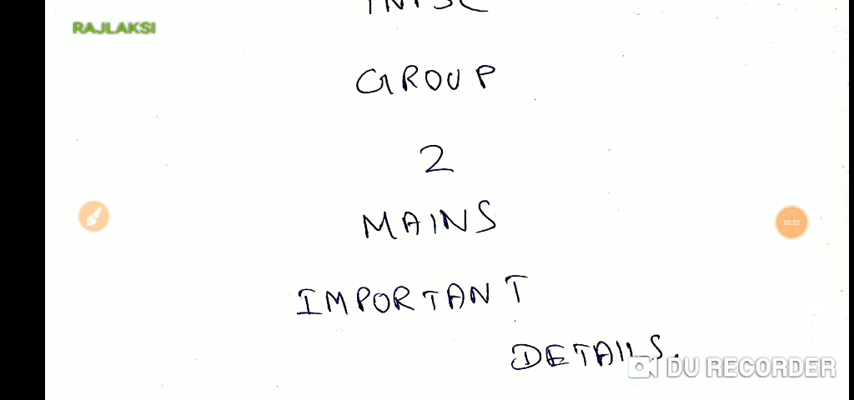 RAJLAKSI
GROUP
2
MAINS
IMPORTANT
DETAILS.
DU RECORDER